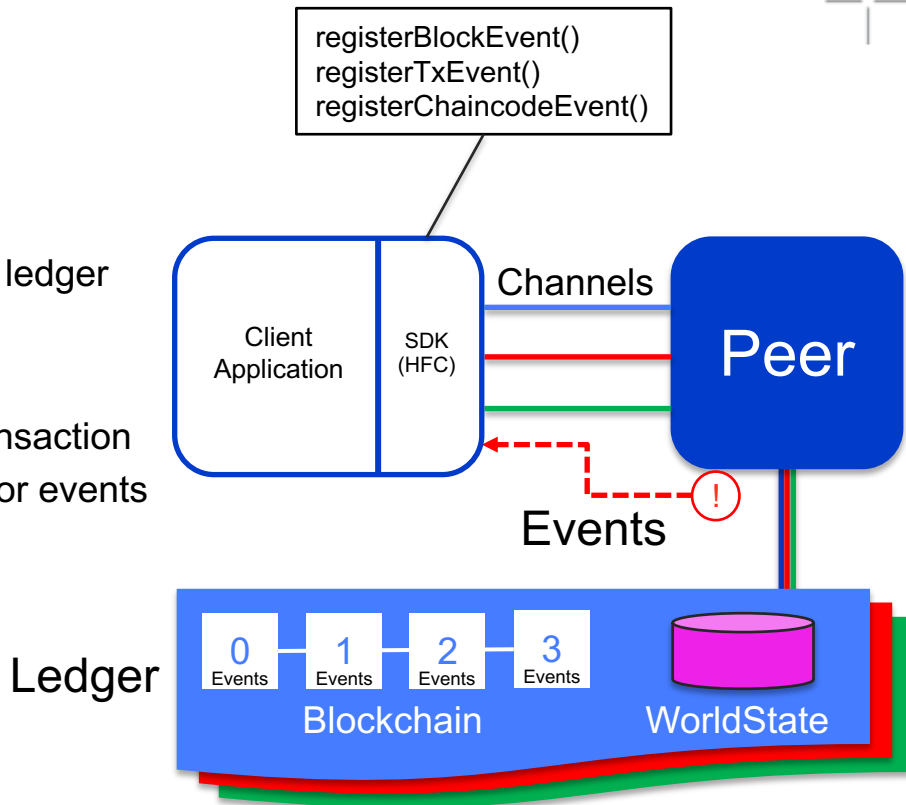 registerBlockEvent()
registerTxEvent()
registerChaincodeEvent()
ledger
Channels
Client
Application
SDK
(HFC)
Peer
nsaction
or events
!
Events
Ledger
0
Events
1
Events
2
Events
3
Events
Blockchain
WorldState